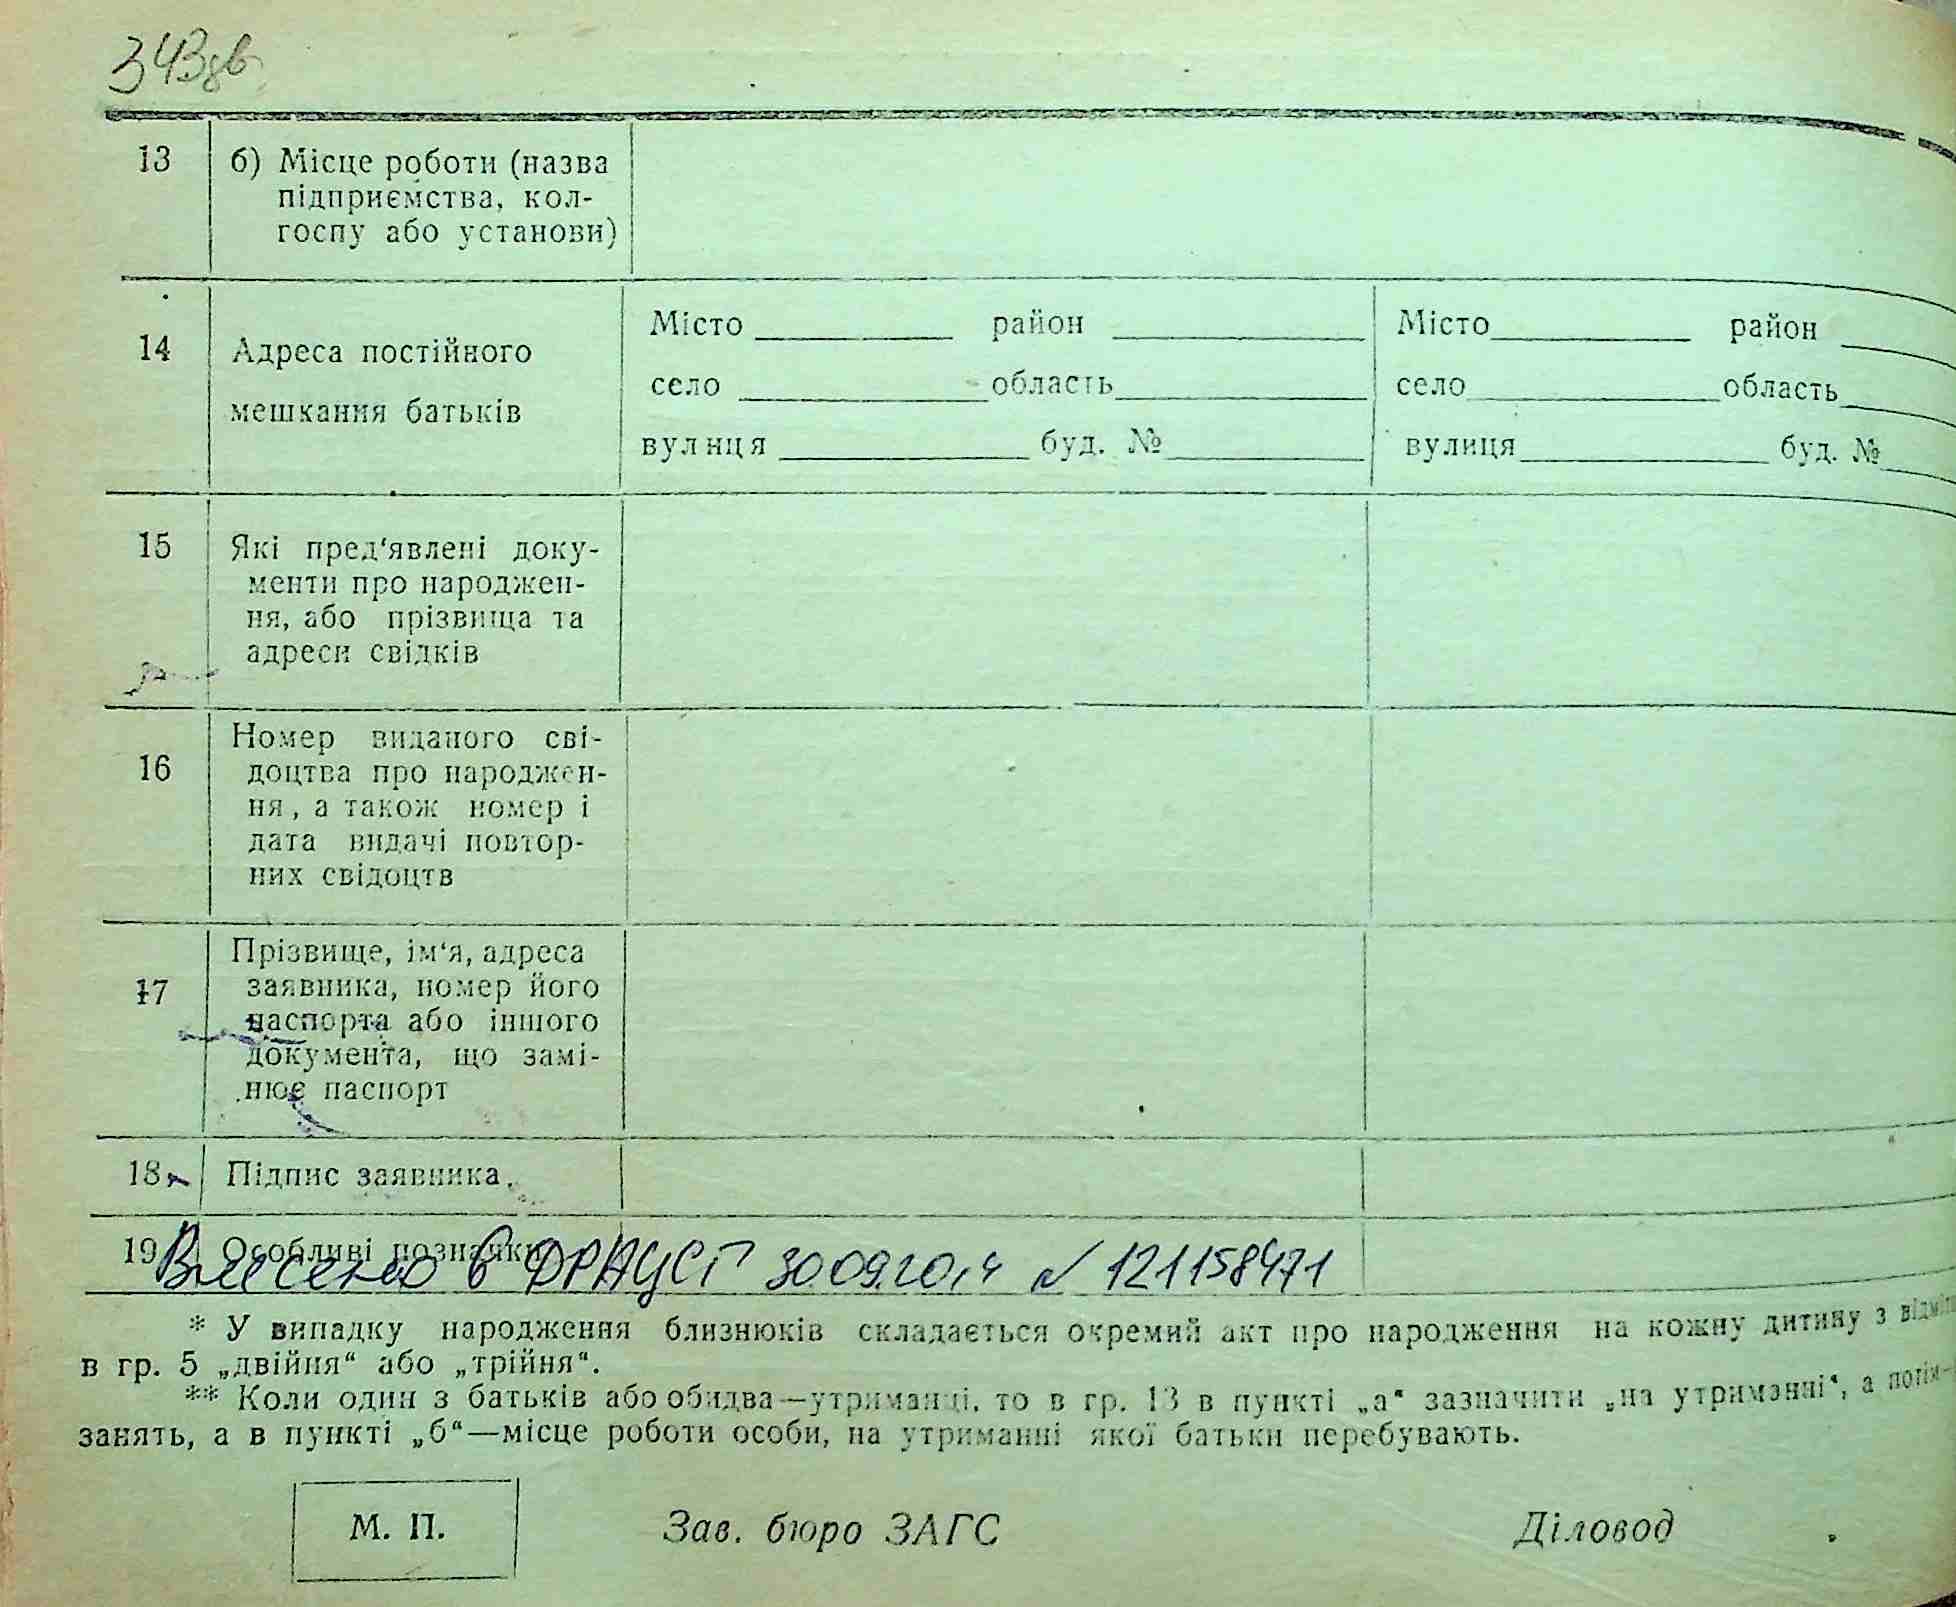 343зв
13 б) Місце роботи (назва
підприємства, кол-
госпу або установи)
14 Адреса постійного
мешкання батьків
Місто район Місто район
село область село область
вулиця буд. № вулиця буд. №
15 Які пред‘явлені доку-
менти про народжен-
ня, або прізвища та
адреси свідків
16 Номер виданого сві-
доцтва про народжен-
ня, а також номер і
дата видачі повтор-
них свідоцтв
17 Прізвище, ім‘я, адреса
заявника, номер його
паспорта або іншого
документа, що замі-
нює паспорт
18 Підпис заявника.
19 Особливі позначки
Внесено в ДРАЦСГ 30.09.2014 № 121158471
* У випадку народження близнюків складається окремий акт про народження на кожну дитину з
в гр. 5 „двійня“ або „трійня“.
** Коли один з батьків або обидва—утриманці, то в гр. 13 в пункті „а“ зазначити „на утриманні“, а потім—
занять, а в пункті „б“—місце роботи особи, на утриманні якої батьки перебувають.
М. П. Зав. бюро ЗАГС Діловод